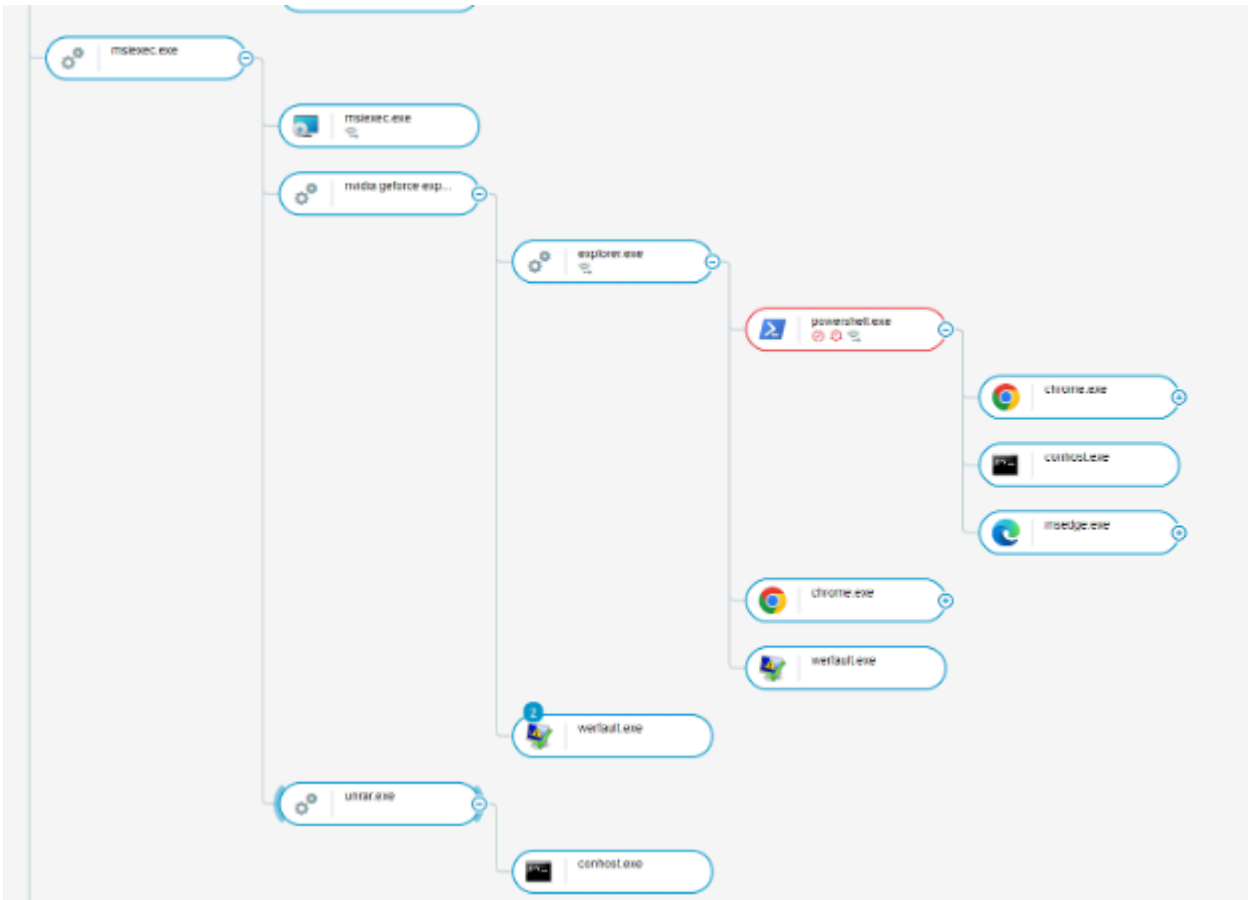 msiexec.exe
msiexec.exe
nvidia geforce exp...
explorer.exe
powershell.exe
chrome.exe
conhost.exe
msedge.exe
chrome.exe
werfault.exe
2
werfault.exe
unrar.exe
conhost.exe